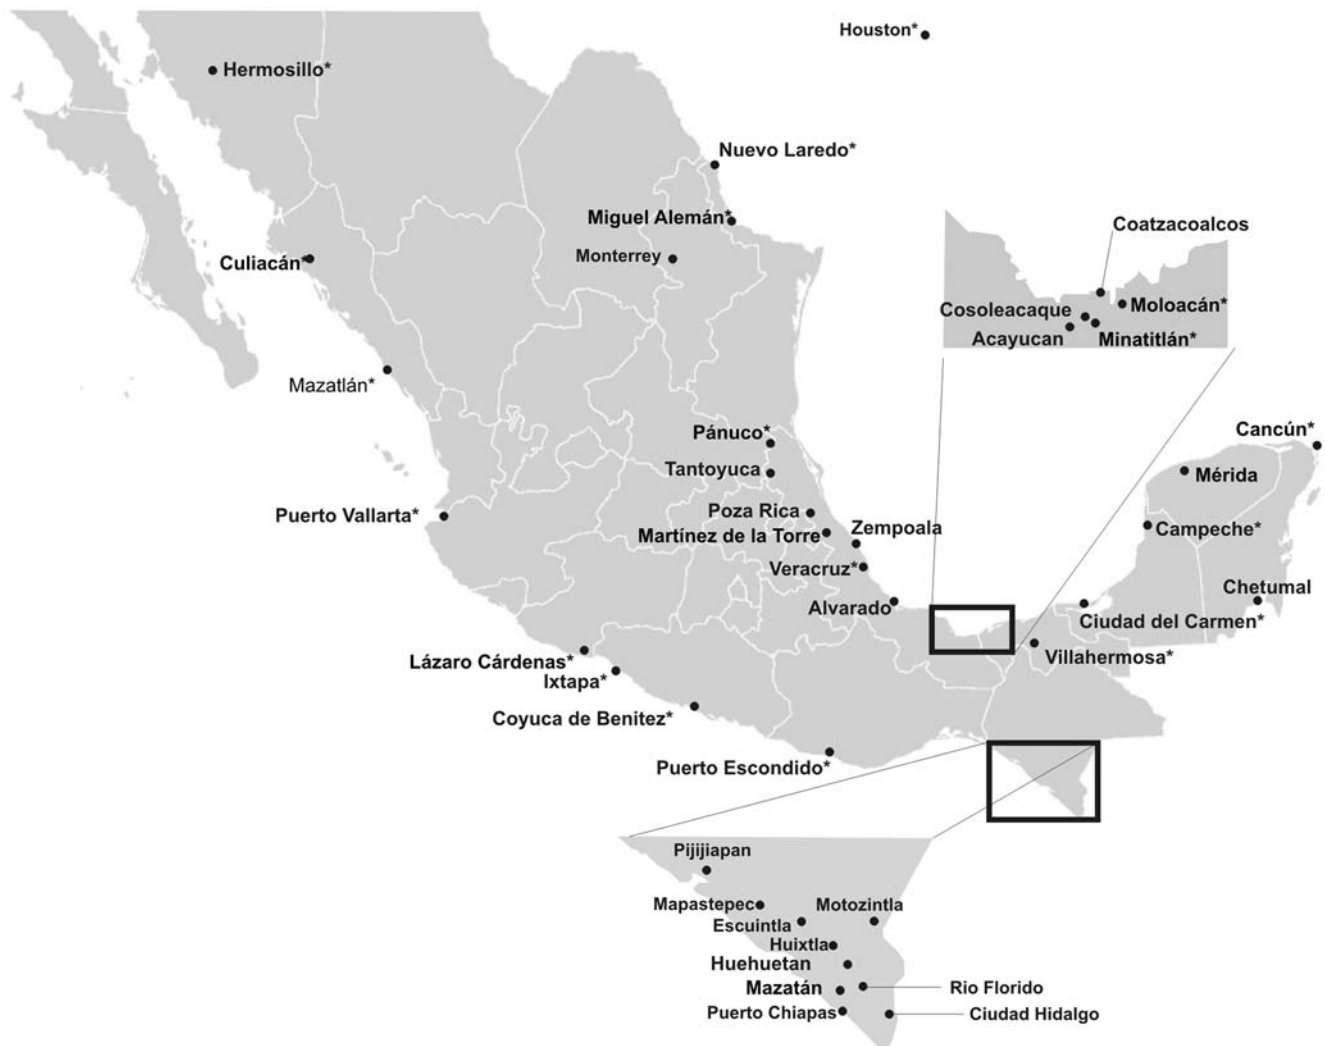 Houston*
Hermosillo*
Nuevo Laredo*
Miguel Alemán*
Coatzacoalcos
Monterrey
Culiacán*
Moloacán*
Cosoleacaque
Acayucan
Minatitlán*
Mazatlán*
Pánuco*
Cancún*
Tantoyuca
Mérida
Puerto Vallarta*
Poza Rica
Martínez de la Torre
Zempoala
Campeche*
Veracruz*
Chetumal
Alvarado
Ciudad del Carmen*
Lázaro Cárdenas*
Villahermosa*
Ixtapa*
Coyuca de Benitez*
Puerto Escondido*
Pijijiapan
Mapastepec
Motozintla
Escuintla
Huixtla
Huehuetan
Mazatán
Rio Florido
Puerto Chiapas
Ciudad Hidalgo